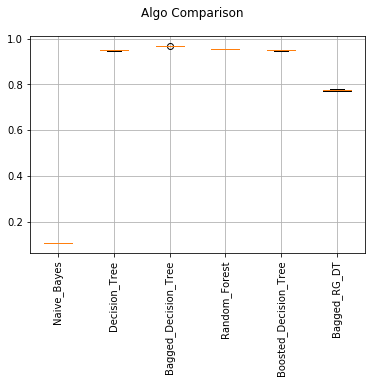 Algo Comparison
1.0
0.8
0.6
0.4
0.2
Naive_Bayes
Decision_Tree
Bagged_Decision_Tree
Random_Forest
Boosted_Decision_Tree
Bagged_RG_DT